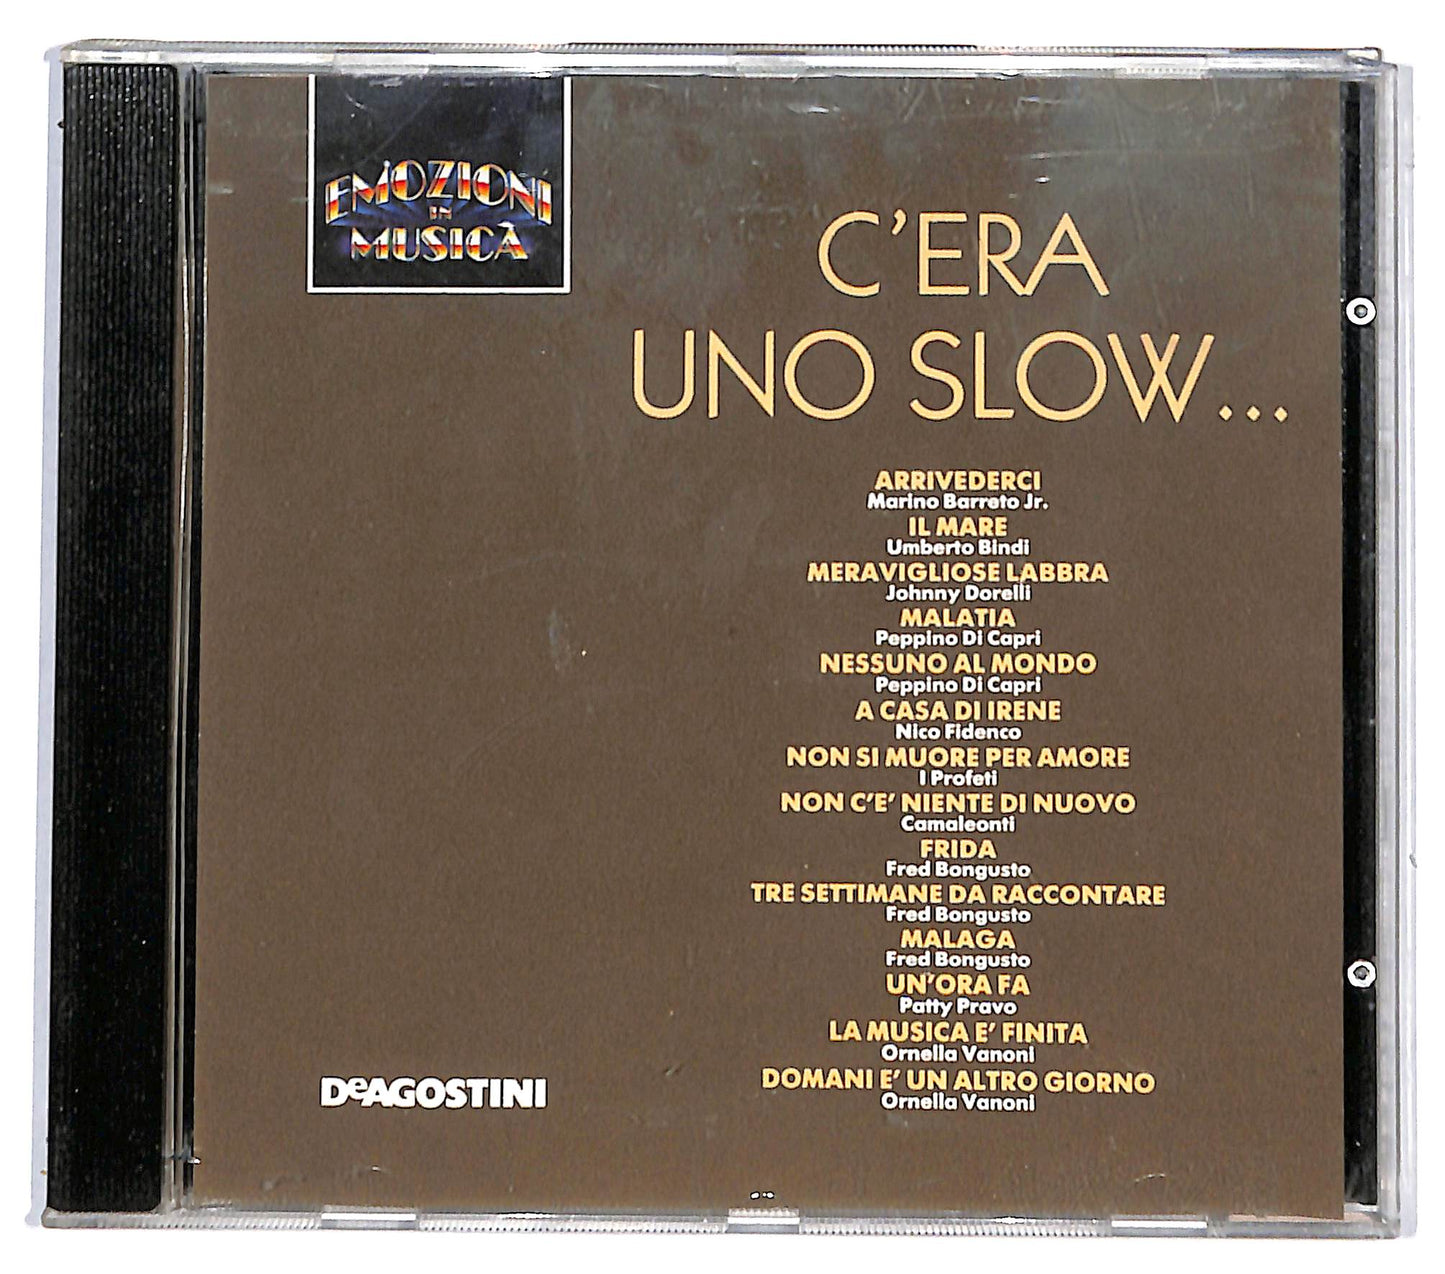 EMOZIONI
IN
MUSICA
C'ERA
UNO SLOW...
ARRIVEDERCI
Marino Barreto Jr.
IL MARE
Umberto Bindi
MERAVIGLIOSE LABBRA
Johnny Dorelli
MALATIA
Peppino Di Capri
NESSUNO AL MONDO
Peppino Di Capri
A CASA DI IRENE
Nico Fidenco
NON SI MUORE PER AMORE
I Profeti
NON C'E' NIENTE DI NUOVO
Camaleonti
FRIDA
Fred Bongusto
TRE SETTIMANE DA RACCONTARE
Fred Bongusto
MALAGA
Fred Bongusto
UN'ORA FA
Patty Pravo
LA MUSICA E' FINITA
Ornella Vanoni
DOMANI E' UN ALTRO GIORNO
Ornella Vanoni
DeAGOSTINI